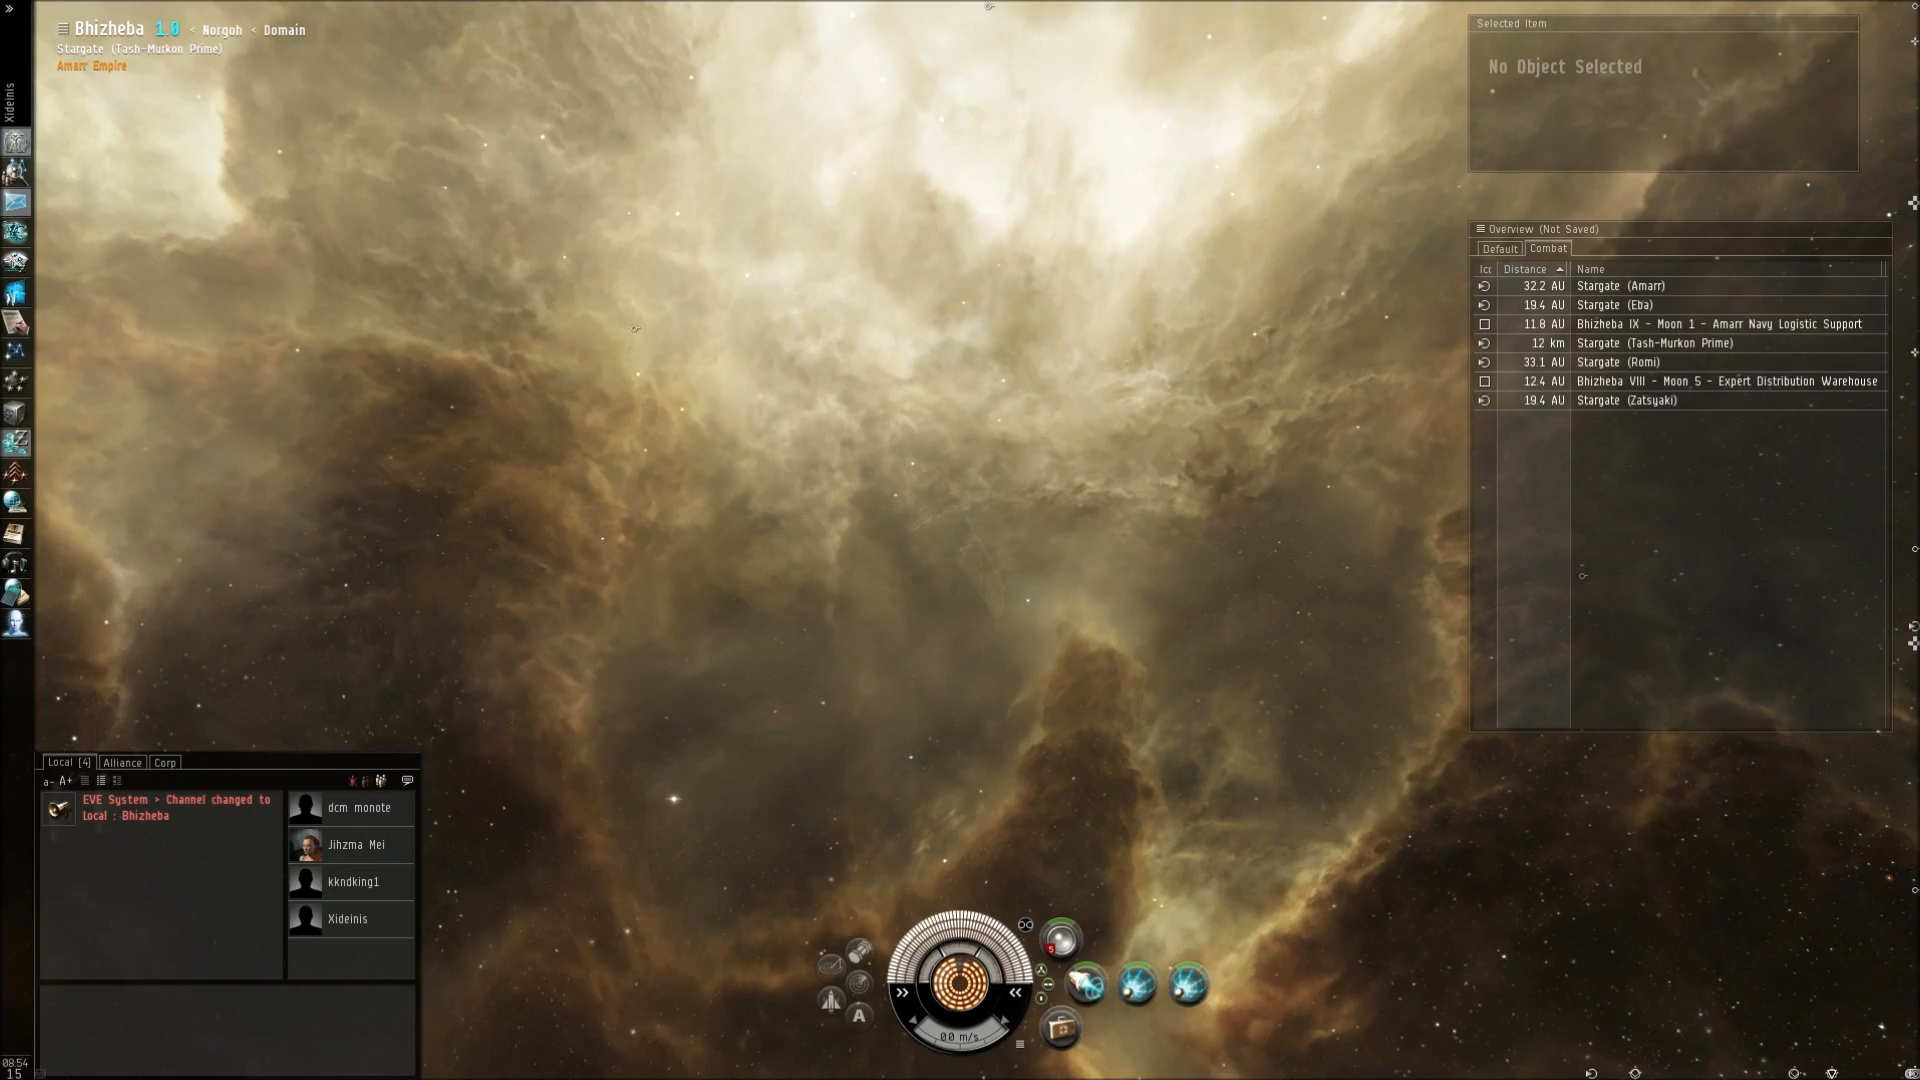 Bhizheba 1.0 < Norgoh < Domain
Stargate (Tash-Murkon Prime)
Amarr Empire
Xideinis
Selected Item
No Object Selected
Overview (Not Saved)
Default Combat
Ico Distance Name
32.2 AU Stargate (Amarr)
19.4 AU Stargate (Eba)
11.8 AU Bhizheba IX - Moon 1 - Amarr Navy Logistic Support
12 km Stargate (Tash-Murkon Prime)
33.1 AU Stargate (Romi)
12.4 AU Bhizheba VIII - Moon 5 - Expert Distribution Warehouse
19.4 AU Stargate (Zatsyaki)
Local [4] Alliance Corp
a- A+
EVE System > Channel changed to
Local : Bhizheba
dcm monote
Jihzma Mei
kkndking1
Xideinis
5
A
0.0 m/s
08:54
15